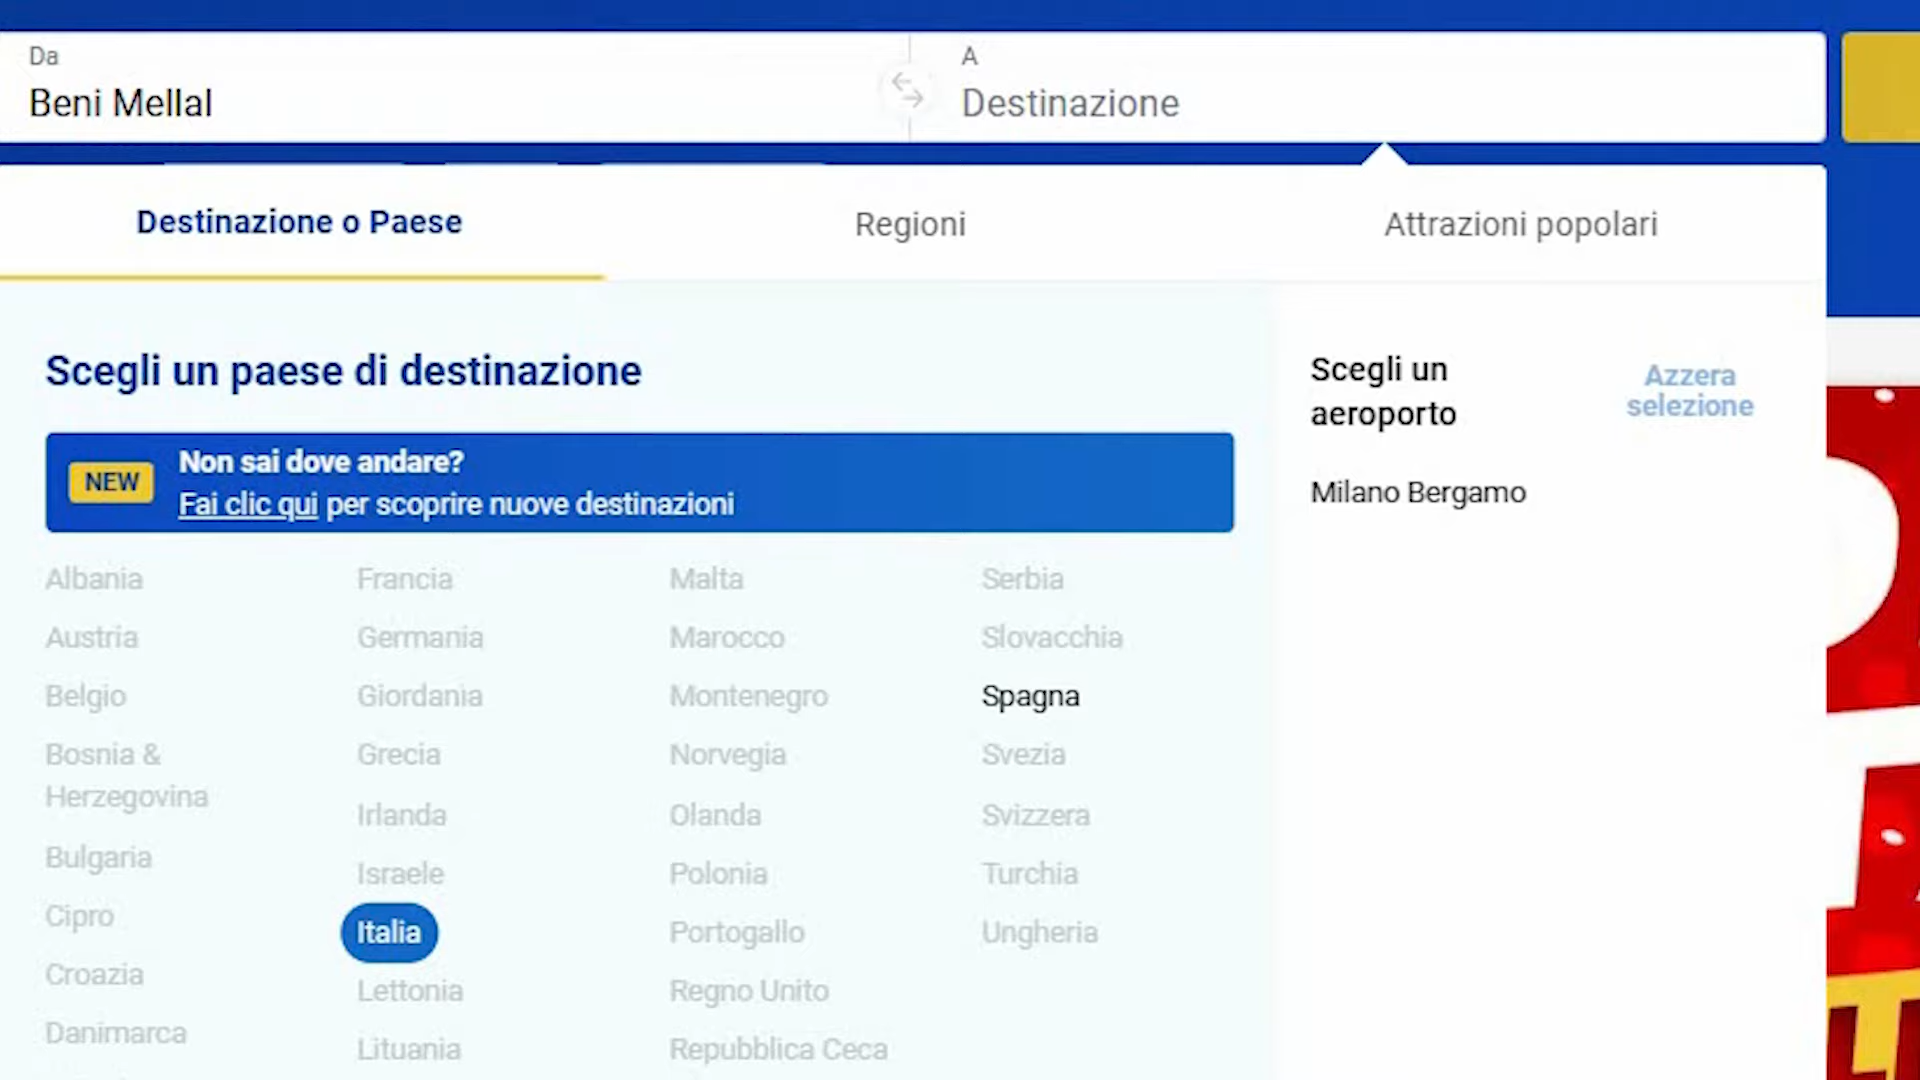 Da
Beni Mellal
A
Destinazione
Destinazione o Paese
Regioni
Attrazioni popolari
Scegli un paese di destinazione
NEW
Non sai dove andare?
Fai clic qui per scoprire nuove destinazioni
Albania
Austria
Belgio
Bosnia &
Herzegovina
Bulgaria
Cipro
Croazia
Danimarca
Francia
Germania
Giordania
Grecia
Irlanda
Israele
Italia
Lettonia
Lituania
Malta
Marocco
Montenegro
Norvegia
Olanda
Polonia
Portogallo
Regno Unito
Repubblica Ceca
Serbia
Slovacchia
Spagna
Svezia
Svizzera
Turchia
Ungheria
Scegli un
aeroporto
Azzera
selezione
Milano Bergamo